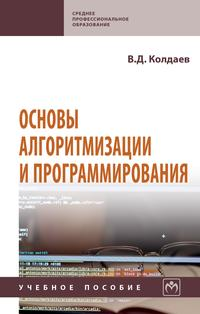 СРЕДНЕЕ
ПРОФЕССИОНАЛЬНОЕ
ОБРАЗОВАНИЕ
В.Д. Колдаев
ОСНОВЫ
АЛГОРИТМИЗАЦИИ
И ПРОГРАММИРОВАНИЯ
УЧЕБНОЕ ПОСОБИЕ